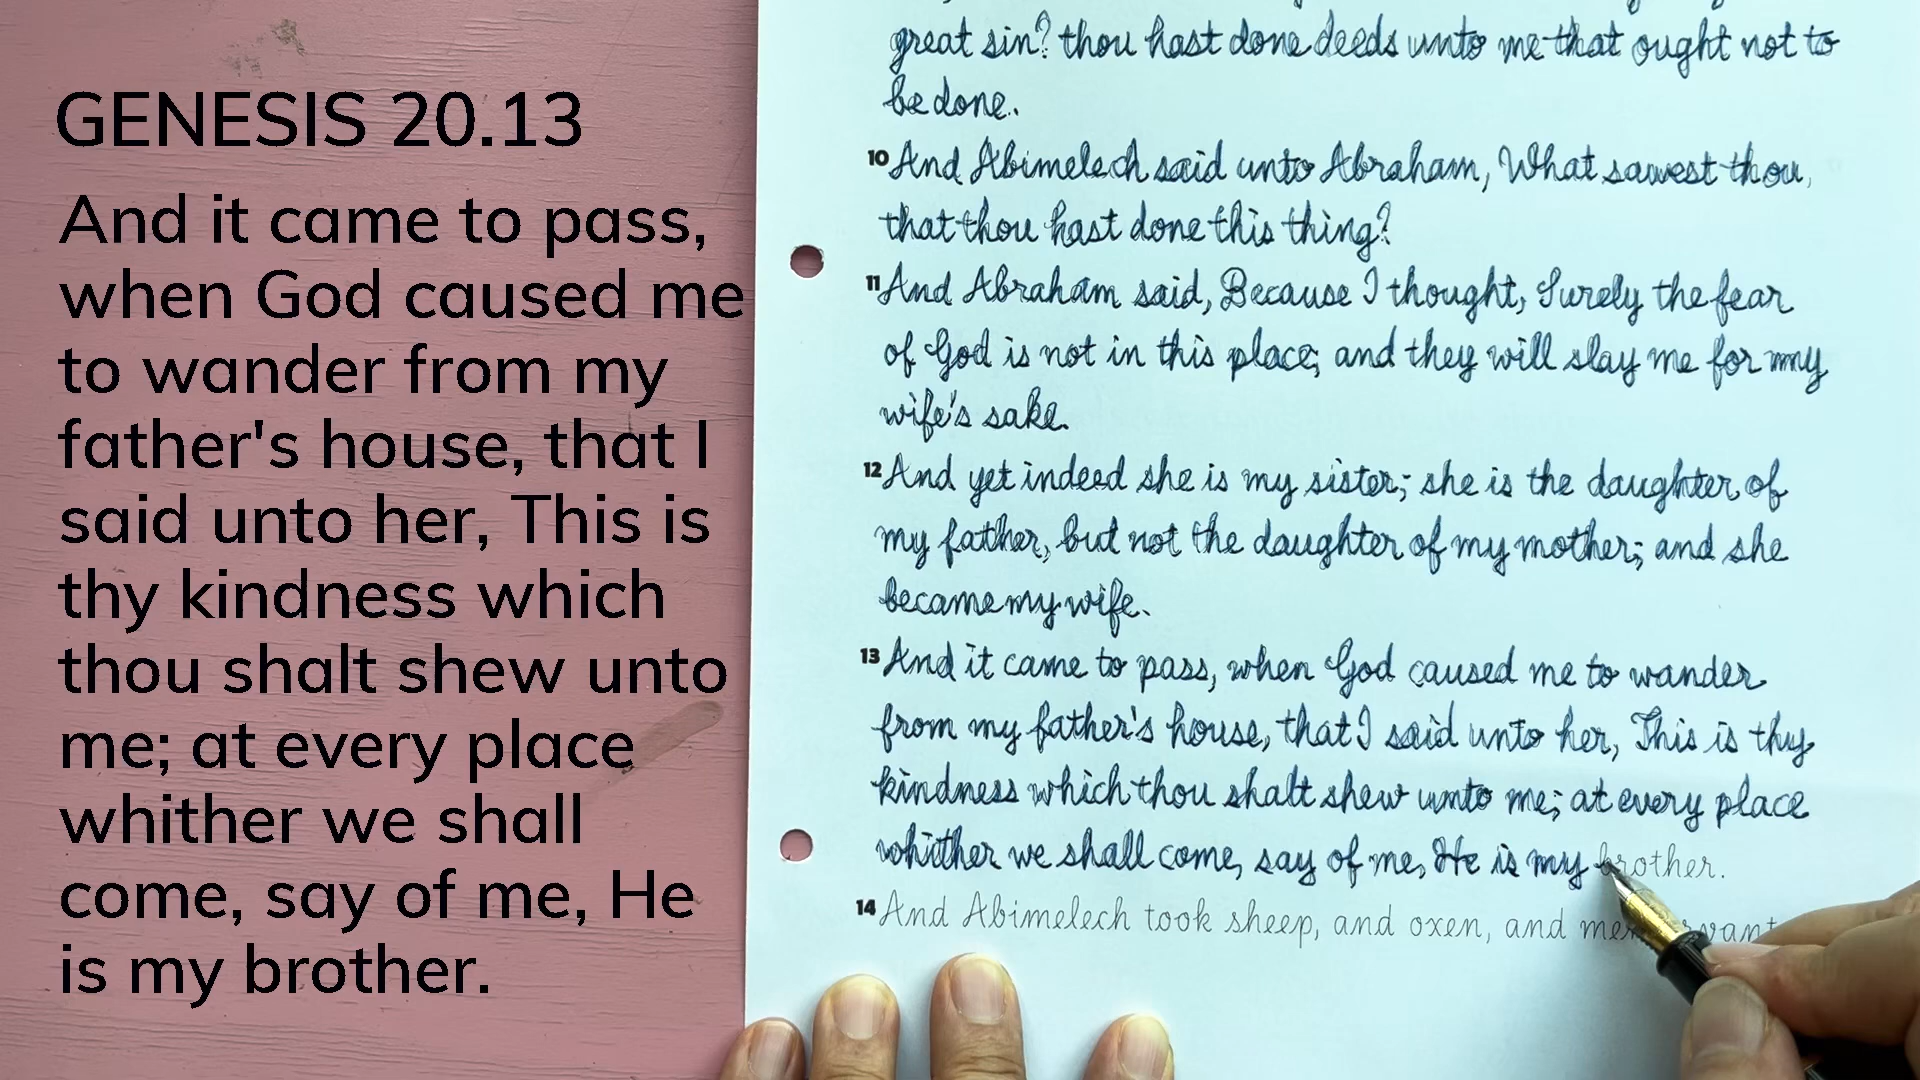 GENESIS 20.13
And it came to pass,
when God caused me
to wander from my
father's house, that I
said unto her, This is
thy kindness which
thou shalt shew unto
me; at every place
whither we shall
come, say of me, He
is my brother.
great sin? thou hast done deeds unto me that ought not to
be done.
10 And Abimelech said unto Abraham, What sawest thou,
that thou hast done this thing?
11 And Abraham said, Because I thought, Surely the fear
of God is not in this place; and they will slay me for my
wife's sake.
12 And yet indeed she is my sister; she is the daughter of
my father, but not the daughter of my mother; and she
became my wife.
13 And it came to pass, when God caused me to wander
from my father's house, that I said unto her, This is thy
kindness which thou shalt shew unto me; at every place
whither we shall come, say of me, He is my brother.
14 And Abimelech took sheep, and oxen, and